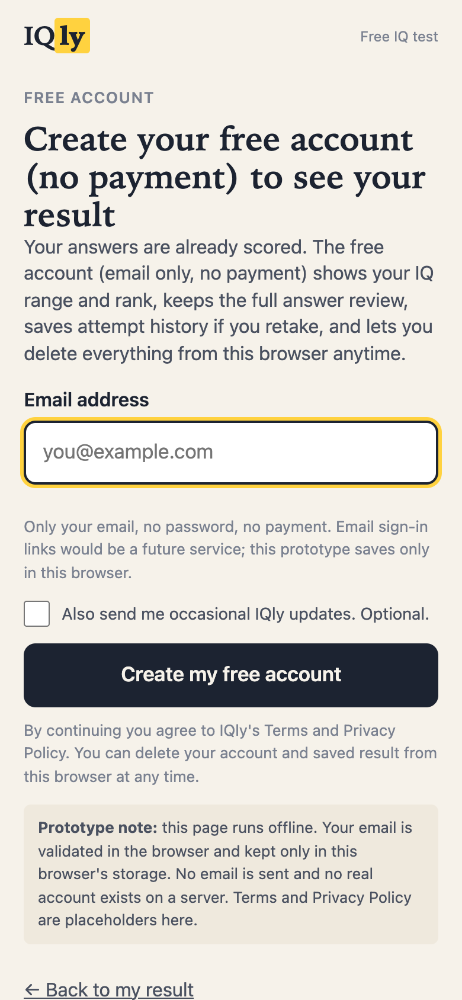 IQly
Free IQ test
FREE ACCOUNT
Create your free account
(no payment) to see your
result
Your answers are already scored. The free
account (email only, no payment) shows your IQ
range and rank, keeps the full answer review,
saves attempt history if you retake, and lets you
delete everything from this browser anytime.
Email address
you@example.com
Only your email, no password, no payment. Email sign-in
links would be a future service; this prototype saves only
in this browser.
Also send me occasional IQly updates. Optional.
Create my free account
By continuing you agree to IQly's Terms and Privacy
Policy. You can delete your account and saved result from
this browser at any time.
Prototype note: this page runs offline. Your email is
validated in the browser and kept only in this
browser's storage. No email is sent and no real
account exists on a server. Terms and Privacy Policy
are placeholders here.
← Back to my result